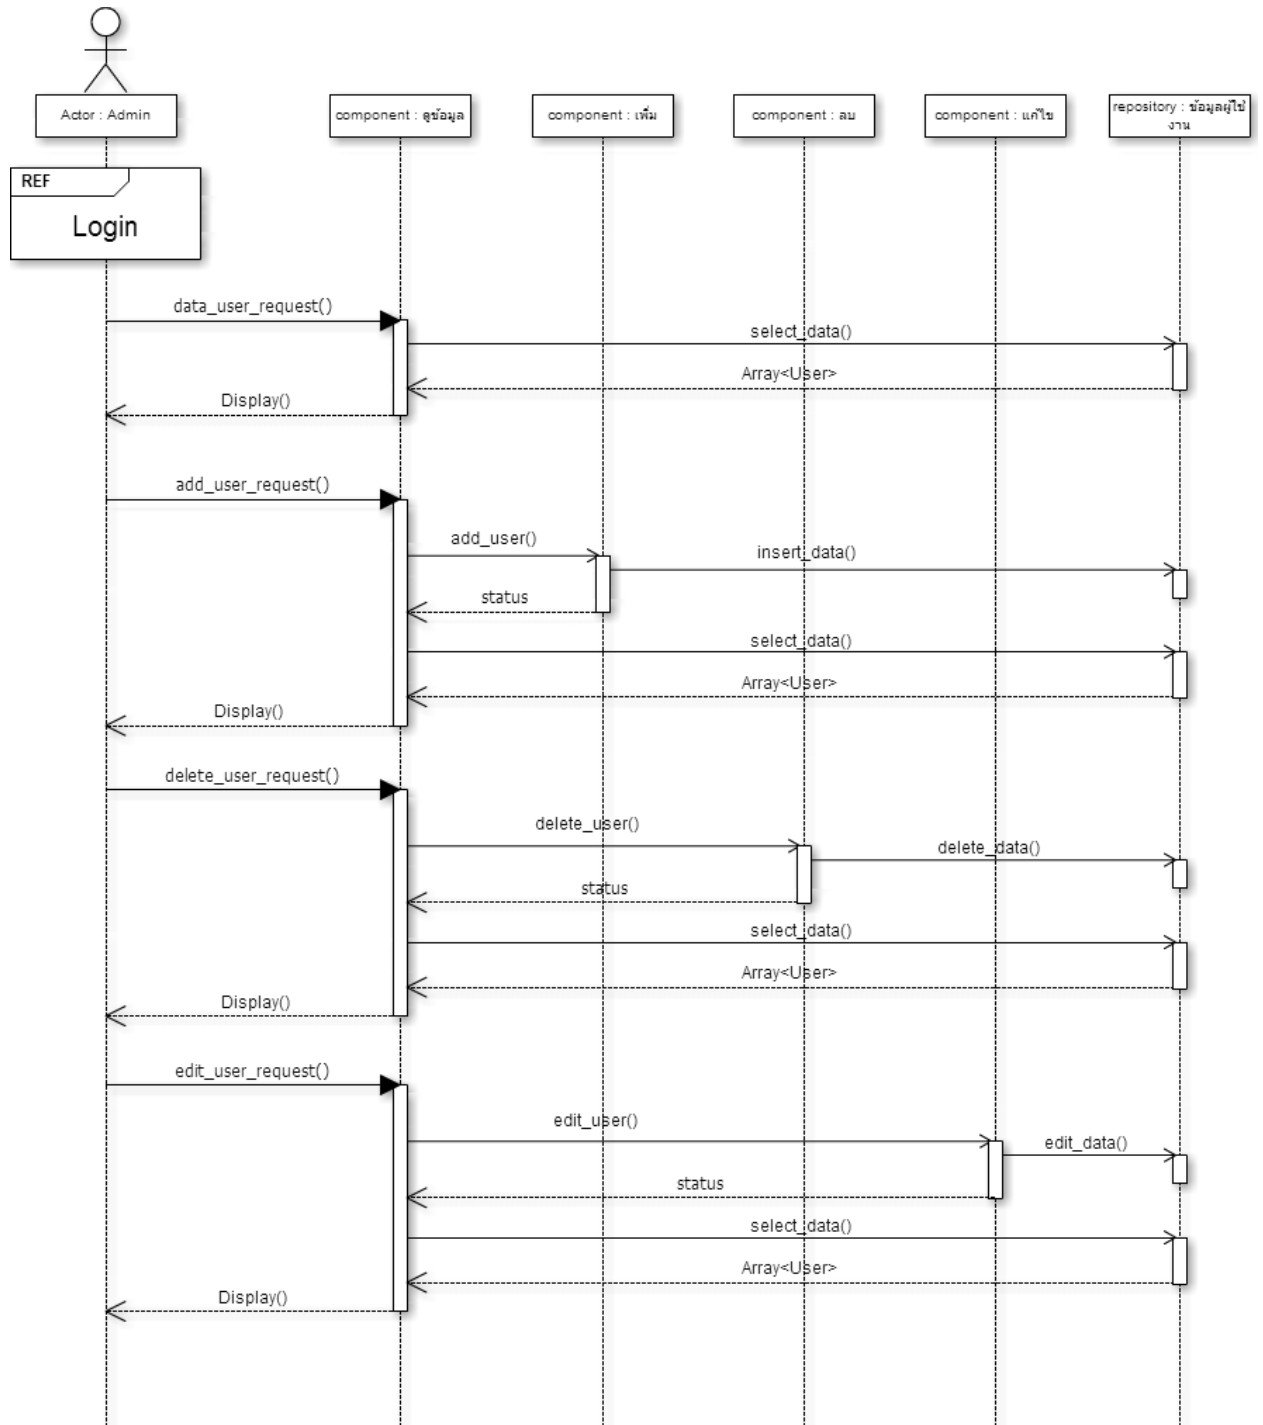 Actor : Admin
component : ดูข้อมูล
component : เพิ่ม
component : ลบ
component : แก้ไข
repository : ข้อมูลผู้ใช้
งาน
REF
Login
data_user_request()
select_data()
Array<User>
Display()
add_user_request()
add_user()
insert_data()
status
select_data()
Array<User>
Display()
delete_user_request()
delete_user()
delete_data()
status
select_data()
Array<User>
Display()
edit_user_request()
edit_user()
edit_data()
status
select_data()
Array<User>
Display()